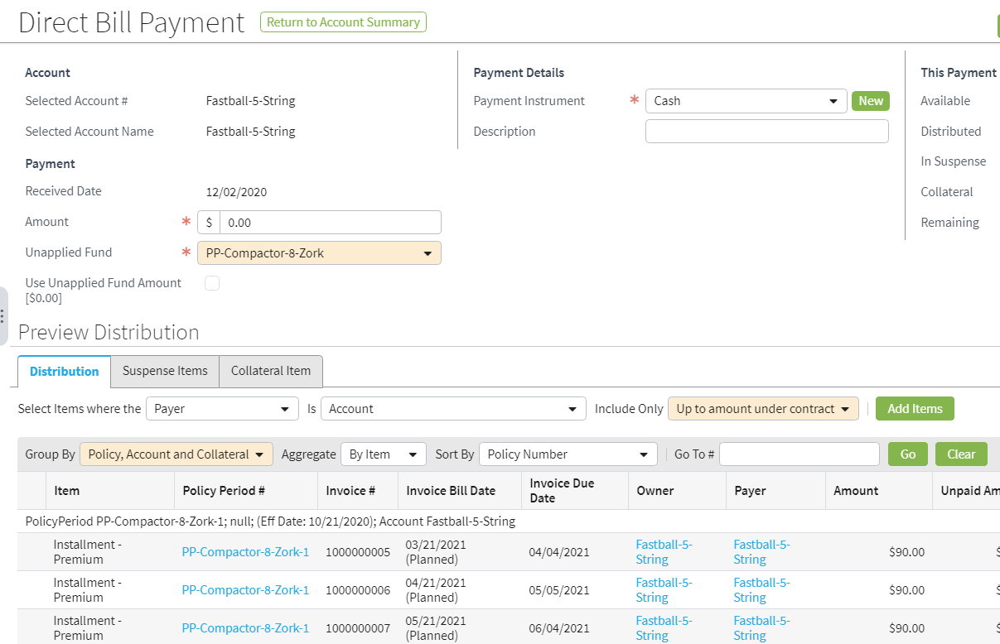 Direct Bill Payment
Return to Account Summary
Account
Selected Account # Fastball-5-String
Selected Account Name Fastball-5-String
Payment
Received Date 12/02/2020
Amount * $ 0.00
Unapplied Fund * PP-Compactor-8-Zork
Use Unapplied Fund Amount
[$0.00]
Payment Details
Payment Instrument * Cash New
Description
This Payment
Available
Distributed
In Suspense
Collateral
Remaining
Preview Distribution
Distribution Suspense Items Collateral Item
Select Items where the Payer Is Account Include Only Up to amount under contract Add Items
Group By Policy, Account and Collateral Aggregate By Item Sort By Policy Number Go To # Go Clear
Item Policy Period # Invoice # Invoice Bill Date Invoice Due Date Owner Payer Amount Unpaid Am
PolicyPeriod PP-Compactor-8-Zork-1; null; (Eff Date: 10/21/2020); Account Fastball-5-String
Installment - Premium PP-Compactor-8-Zork-1 1000000005 03/21/2021 (Planned) 04/04/2021 Fastball-5-String Fastball-5-String $90.00
Installment - Premium PP-Compactor-8-Zork-1 1000000006 04/21/2021 (Planned) 05/05/2021 Fastball-5-String Fastball-5-String $90.00
Installment - Premium PP-Compactor-8-Zork-1 1000000007 05/21/2021 (Planned) 06/04/2021 Fastball-5-String Fastball-5-String $90.00